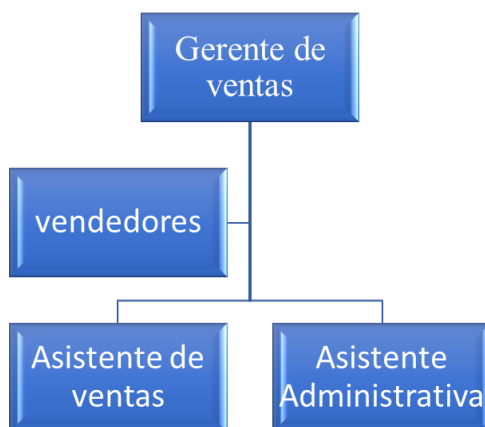 Gerente de
ventas
vendedores
Asistente de
ventas
Asistente
Administrativa